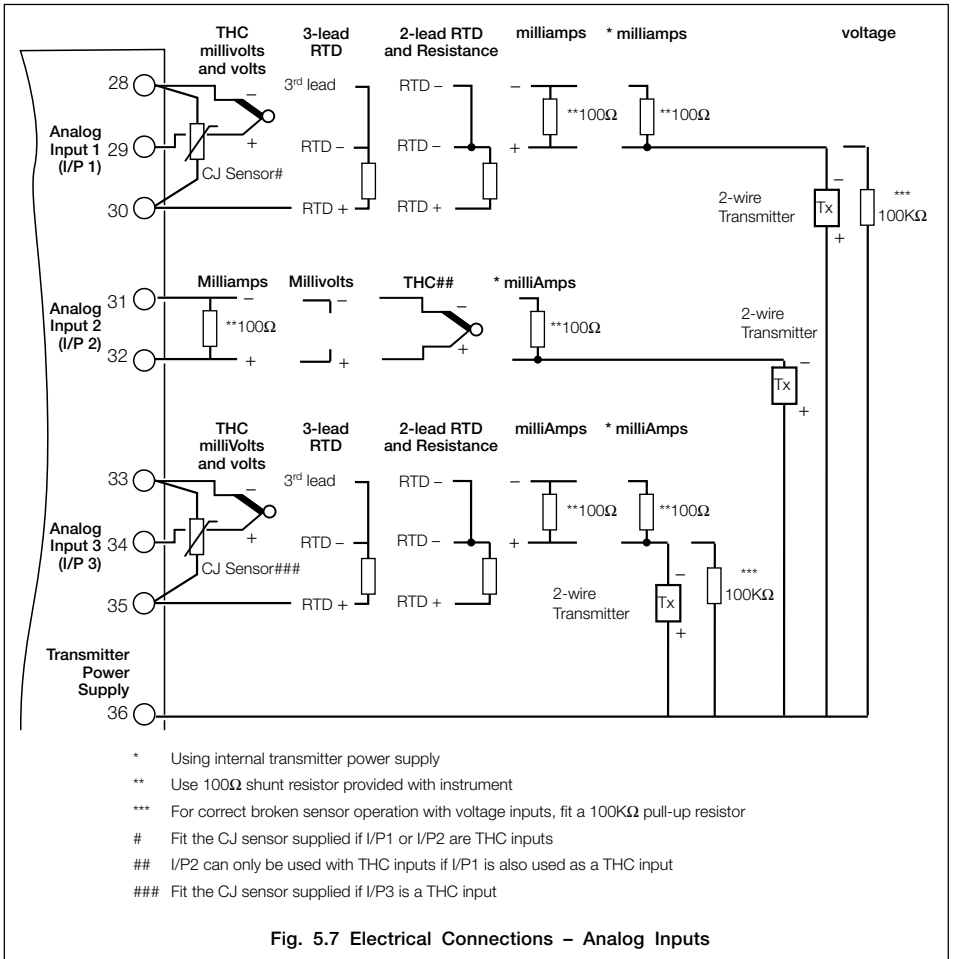 THC
millivolts
and volts
3-lead
RTD
2-lead RTD
and Resistance
milliamps
* milliamps
voltage
28
Analog
Input 1
(I/P 1)
29
30
–
+
CJ Sensor#
3rd lead
RTD –
RTD +
RTD –
RTD –
RTD +
–
**100Ω
+
**100Ω
2-wire
Transmitter
–
Tx
+
***
100KΩ
Analog
Input 2
(I/P 2)
31
32
Milliamps
–
**100Ω
+
Millivolts
–
+
THC##
–
+
* milliAmps
**100Ω
2-wire
Transmitter
–
Tx
+
THC
milliVolts
and volts
3-lead
RTD
2-lead RTD
and Resistance
milliAmps
* milliAmps
33
Analog
Input 3
(I/P 3)
34
35
–
+
CJ Sensor###
3rd lead
RTD –
RTD +
RTD –
RTD –
RTD +
–
**100Ω
+
**100Ω
2-wire
Transmitter
–
Tx
+
***
100KΩ
Transmitter
Power
Supply
36
* Using internal transmitter power supply
** Use 100Ω shunt resistor provided with instrument
*** For correct broken sensor operation with voltage inputs, fit a 100KΩ pull-up resistor
# Fit the CJ sensor supplied if I/P1 or I/P2 are THC inputs
## I/P2 can only be used with THC inputs if I/P1 is also used as a THC input
### Fit the CJ sensor supplied if I/P3 is a THC input
Fig. 5.7 Electrical Connections – Analog Inputs